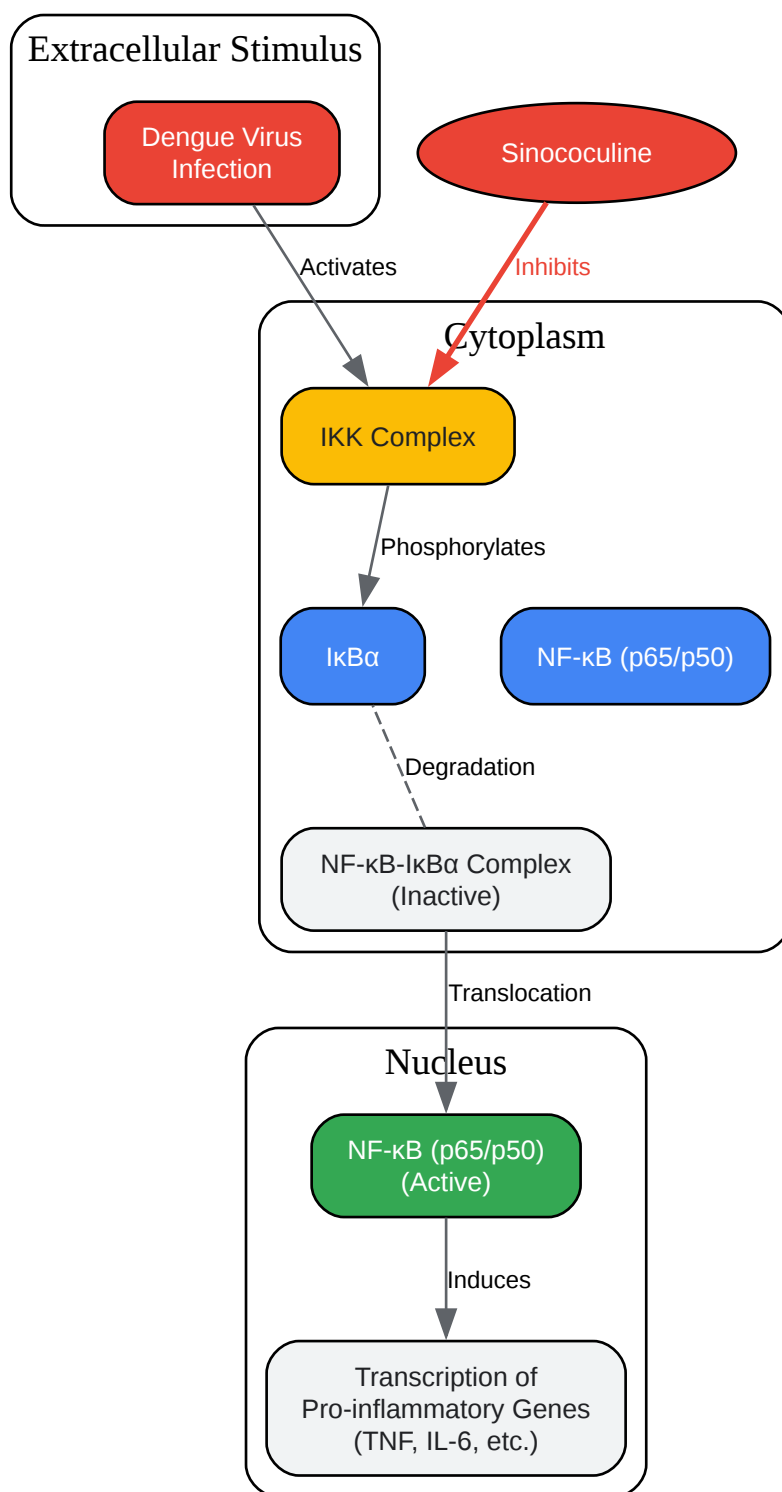 Extracellular Stimulus
Dengue Virus
Infection
Sinococuline
Activates
Inhibits
Cytoplasm
IKK Complex
Phosphorylates
IκBα
NF-κB (p65/p50)
Degradation
NF-κB-IκBα Complex
(Inactive)
Translocation
Nucleus
NF-κB (p65/p50)
(Active)
Induces
Transcription of
Pro-inflammatory Genes
(TNF, IL-6, etc.)